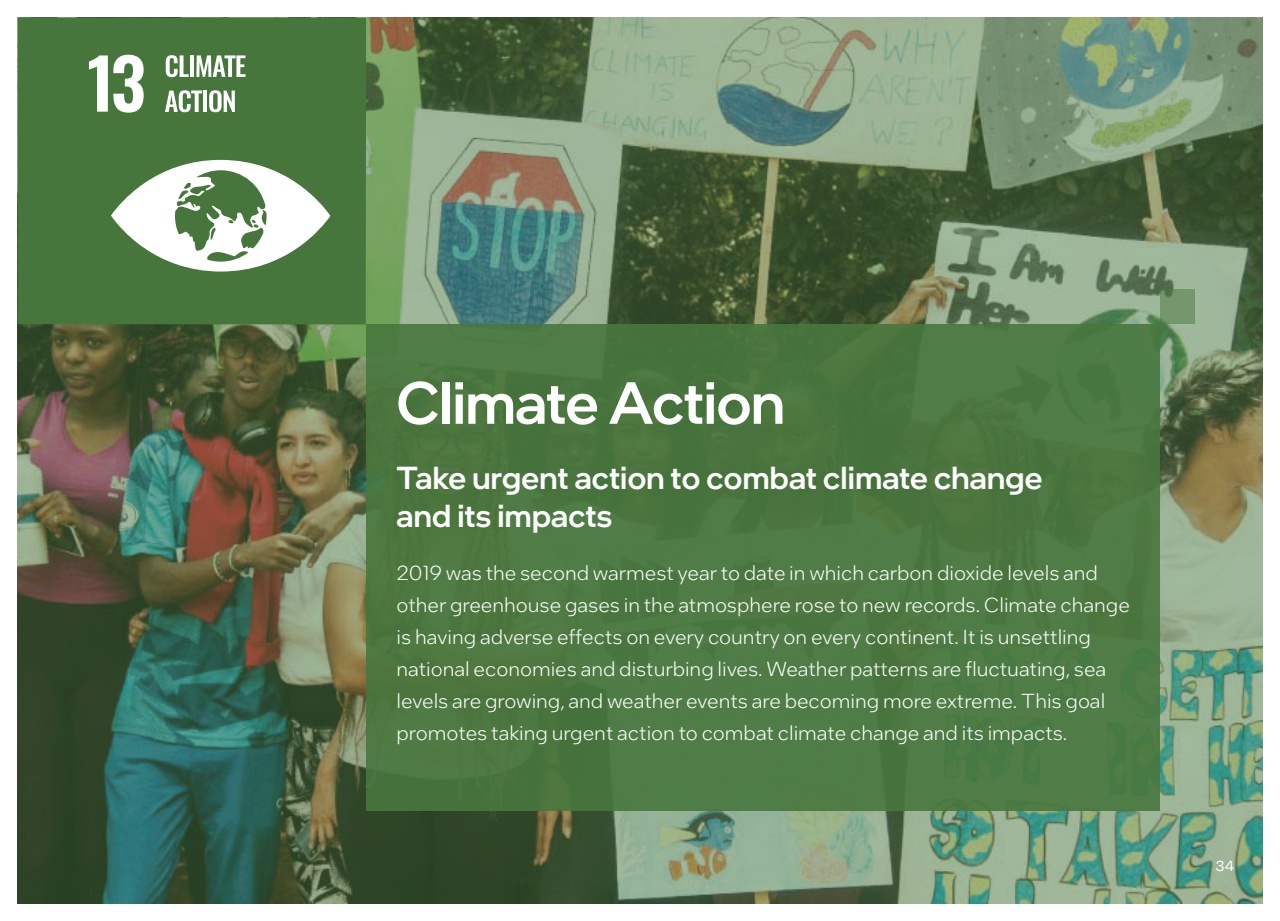 13 CLIMATE
ACTION
THE
CLIMATE
IS
CHANGING
WHY
AREN'T
WE ?
STOP
I Am With
Her
Climate Action
Take urgent action to combat climate change
and its impacts
2019 was the second warmest year to date in which carbon dioxide levels and
other greenhouse gases in the atmosphere rose to new records. Climate change
is having adverse effects on every country on every continent. It is unsettling
national economies and disturbing lives. Weather patterns are fluctuating, sea
levels are growing, and weather events are becoming more extreme. This goal
promotes taking urgent action to combat climate change and its impacts.
HOT IN HE
SO TAKE O
34